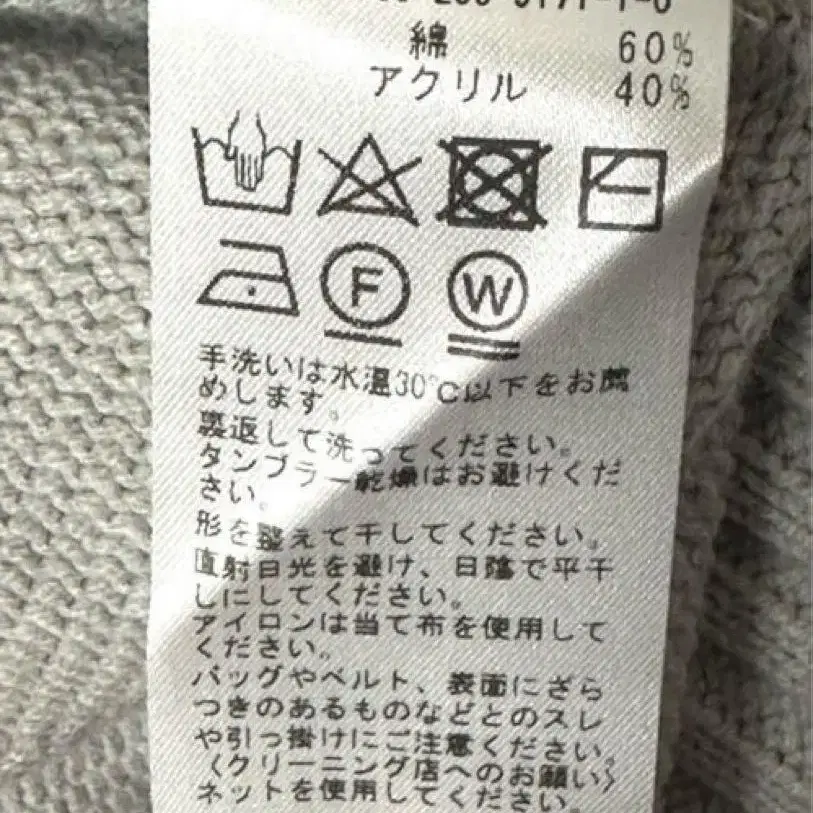 綿 60%
アクリル 40%
F W
手洗いは水温30℃以下をお薦
めします。
裏返して洗ってください。
タンブラー乾燥はお避けくだ
さい。
形を整えて干してください。
直射日光を避け、日陰で平干
しにしてください。
アイロンは当て布を使用して
ください。
バッグやベルト、表面にざら
つきのあるものなどとのスレ
や引っ掛けにご注意ください。
〈クリーニング店へのお願い〉
ネットを使用してください。